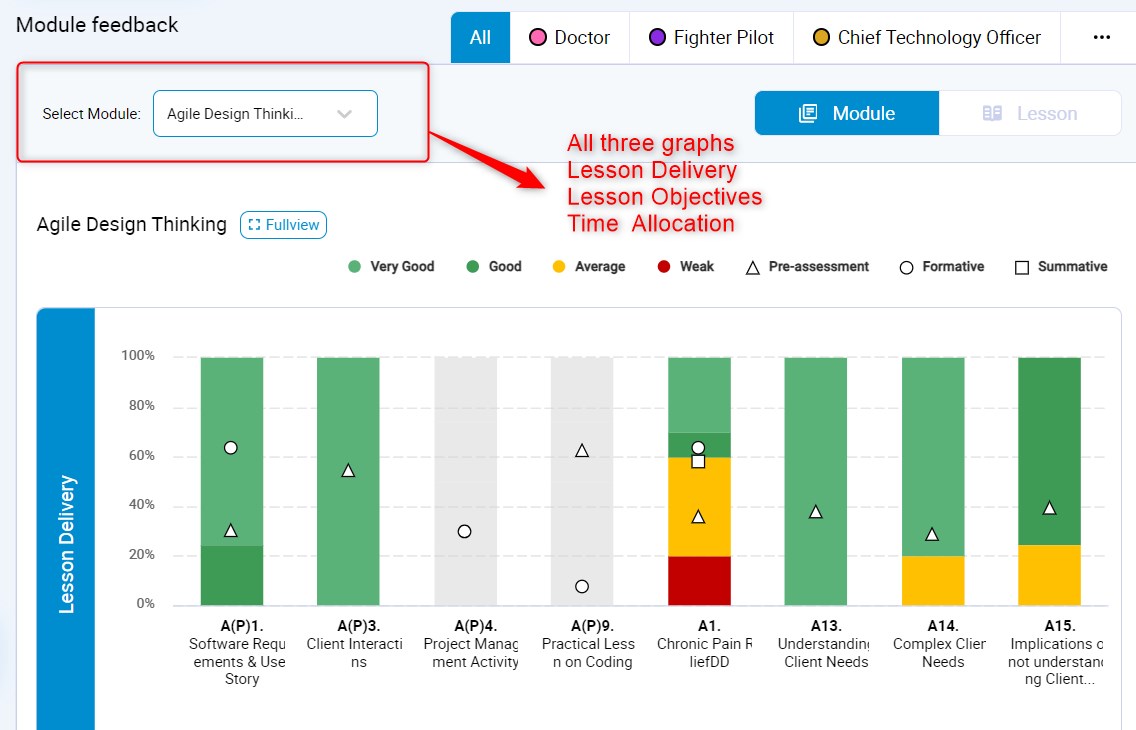 Module feedback
All
Doctor
Fighter Pilot
Chief Technology Officer
...
Select Module:
Agile Design Thinki...
Module
Lesson
All three graphs
Lesson Delivery
Lesson Objectives
Time Allocation
Agile Design Thinking
Fullview
Very Good
Good
Average
Weak
Pre-assessment
Formative
Summative
Lesson Delivery
100%
80%
60%
40%
20%
0%
A(P)1.
Software Requ
ements & Use
Story
A(P)3.
Client Interacti
ns
A(P)4.
Project Manag
ment Activity
A(P)9.
Practical Less
n on Coding
A1.
Chronic Pain R
liefDD
A13.
Understanding
Client Needs
A14.
Complex Clier
Needs
A15.
Implications o
not understanc
ng Client...